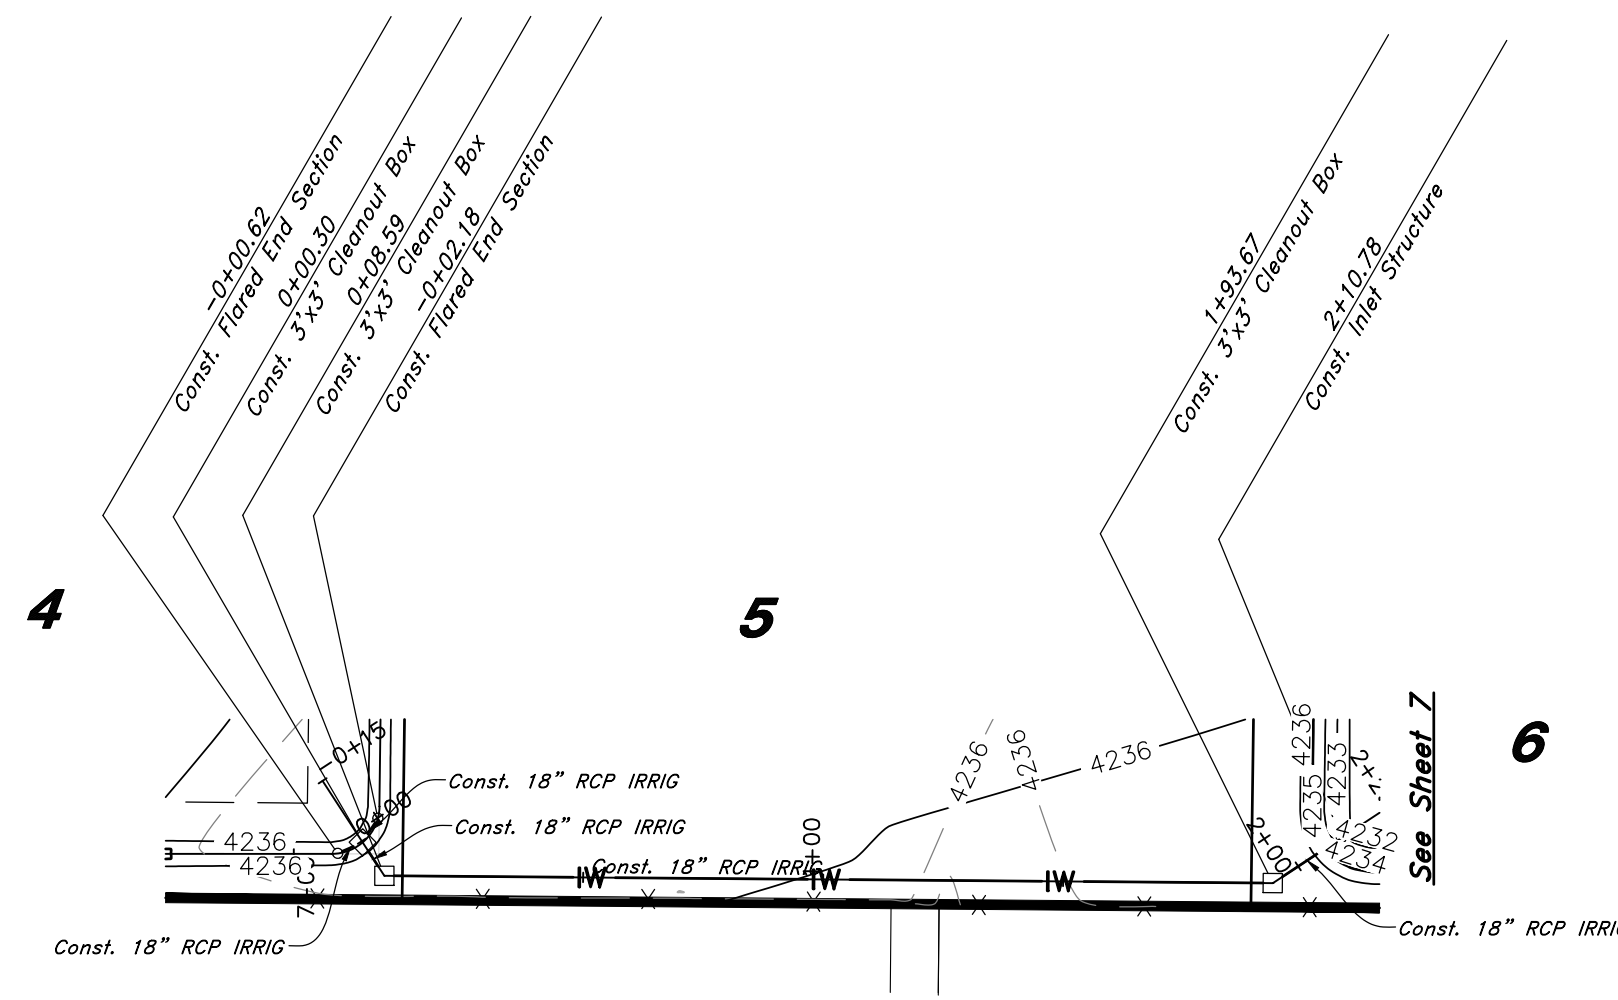 -0+00.62
Const. Flared End Section
0+00.30
Const. 3'x3' Cleanout Box
0+08.59
Const. 3'x3' Cleanout Box
-0+02.18
Const. Flared End Section
1+93.67
Const. 3'x3' Cleanout Box
2+10.78
Const. Inlet Structure
4
5
6
See Sheet 7
-0+15
0+00
Const. 18" RCP IRRIG
Const. 18" RCP IRRIG
Const. 18" RCP IRRIG
Const. 18" RCP IRRIG
Const. 18" RCP IRRIG
4236
4236
4236
4236
4236
1+00
IW
IW
IW
2+00
4236
4235
4233
4232
4234